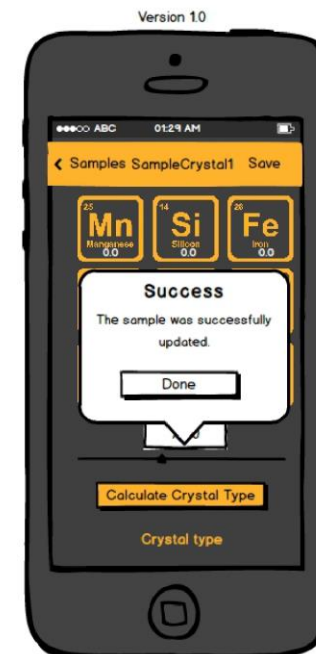 Version 1.0
ABC 01:29 AM
< Samples SampleCrystal1 Save
25 14 26
Mn Si Fe
Manganese Silicon Iron
0.0 0.0 0.0
Success
The sample was successfully
updated.
Done
Calculate Crystal Type
Crystal type